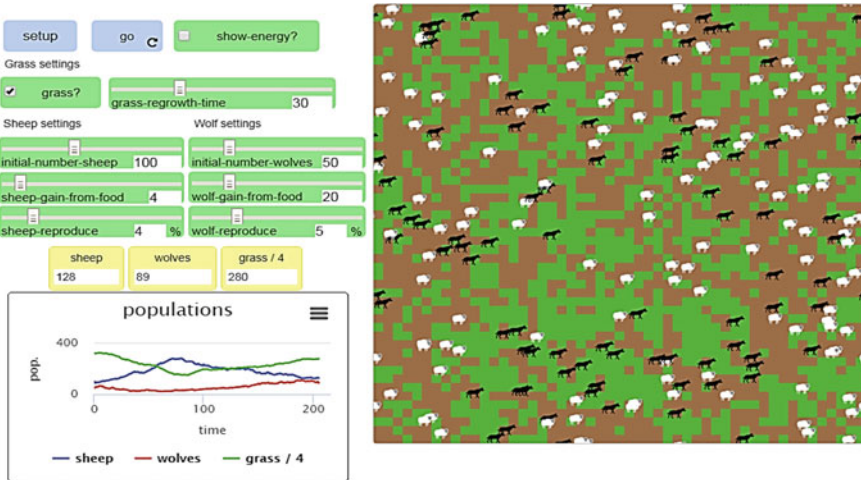 setup
go
show-energy?
Grass settings
grass?
grass-regrowth-time 30
Sheep settings
Wolf settings
initial-number-sheep 100
initial-number-wolves 50
sheep-gain-from-food 4
wolf-gain-from-food 20
sheep-reproduce 4 %
wolf-reproduce 5 %
sheep
wolves
grass / 4
128
89
280
populations
pop.
400
0
0
100
200
time
sheep
wolves
grass / 4